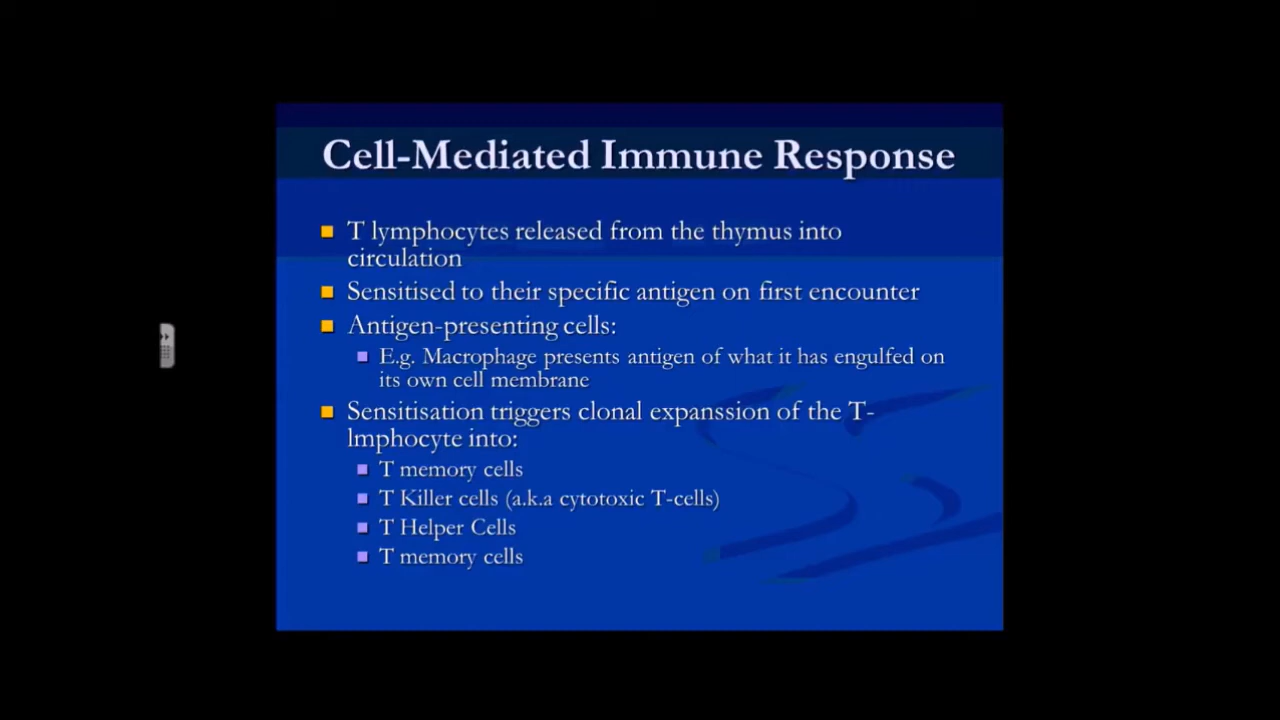 Cell-Mediated Immune Response
T lymphocytes released from the thymus into
circulation
Sensitised to their specific antigen on first encounter
Antigen-presenting cells:
E.g. Macrophage presents antigen of what it has engulfed on
its own cell membrane
Sensitisation triggers clonal expanssion of the T-
lmphocyte into:
T memory cells
T Killer cells (a.k.a cytotoxic T-cells)
T Helper Cells
T memory cells